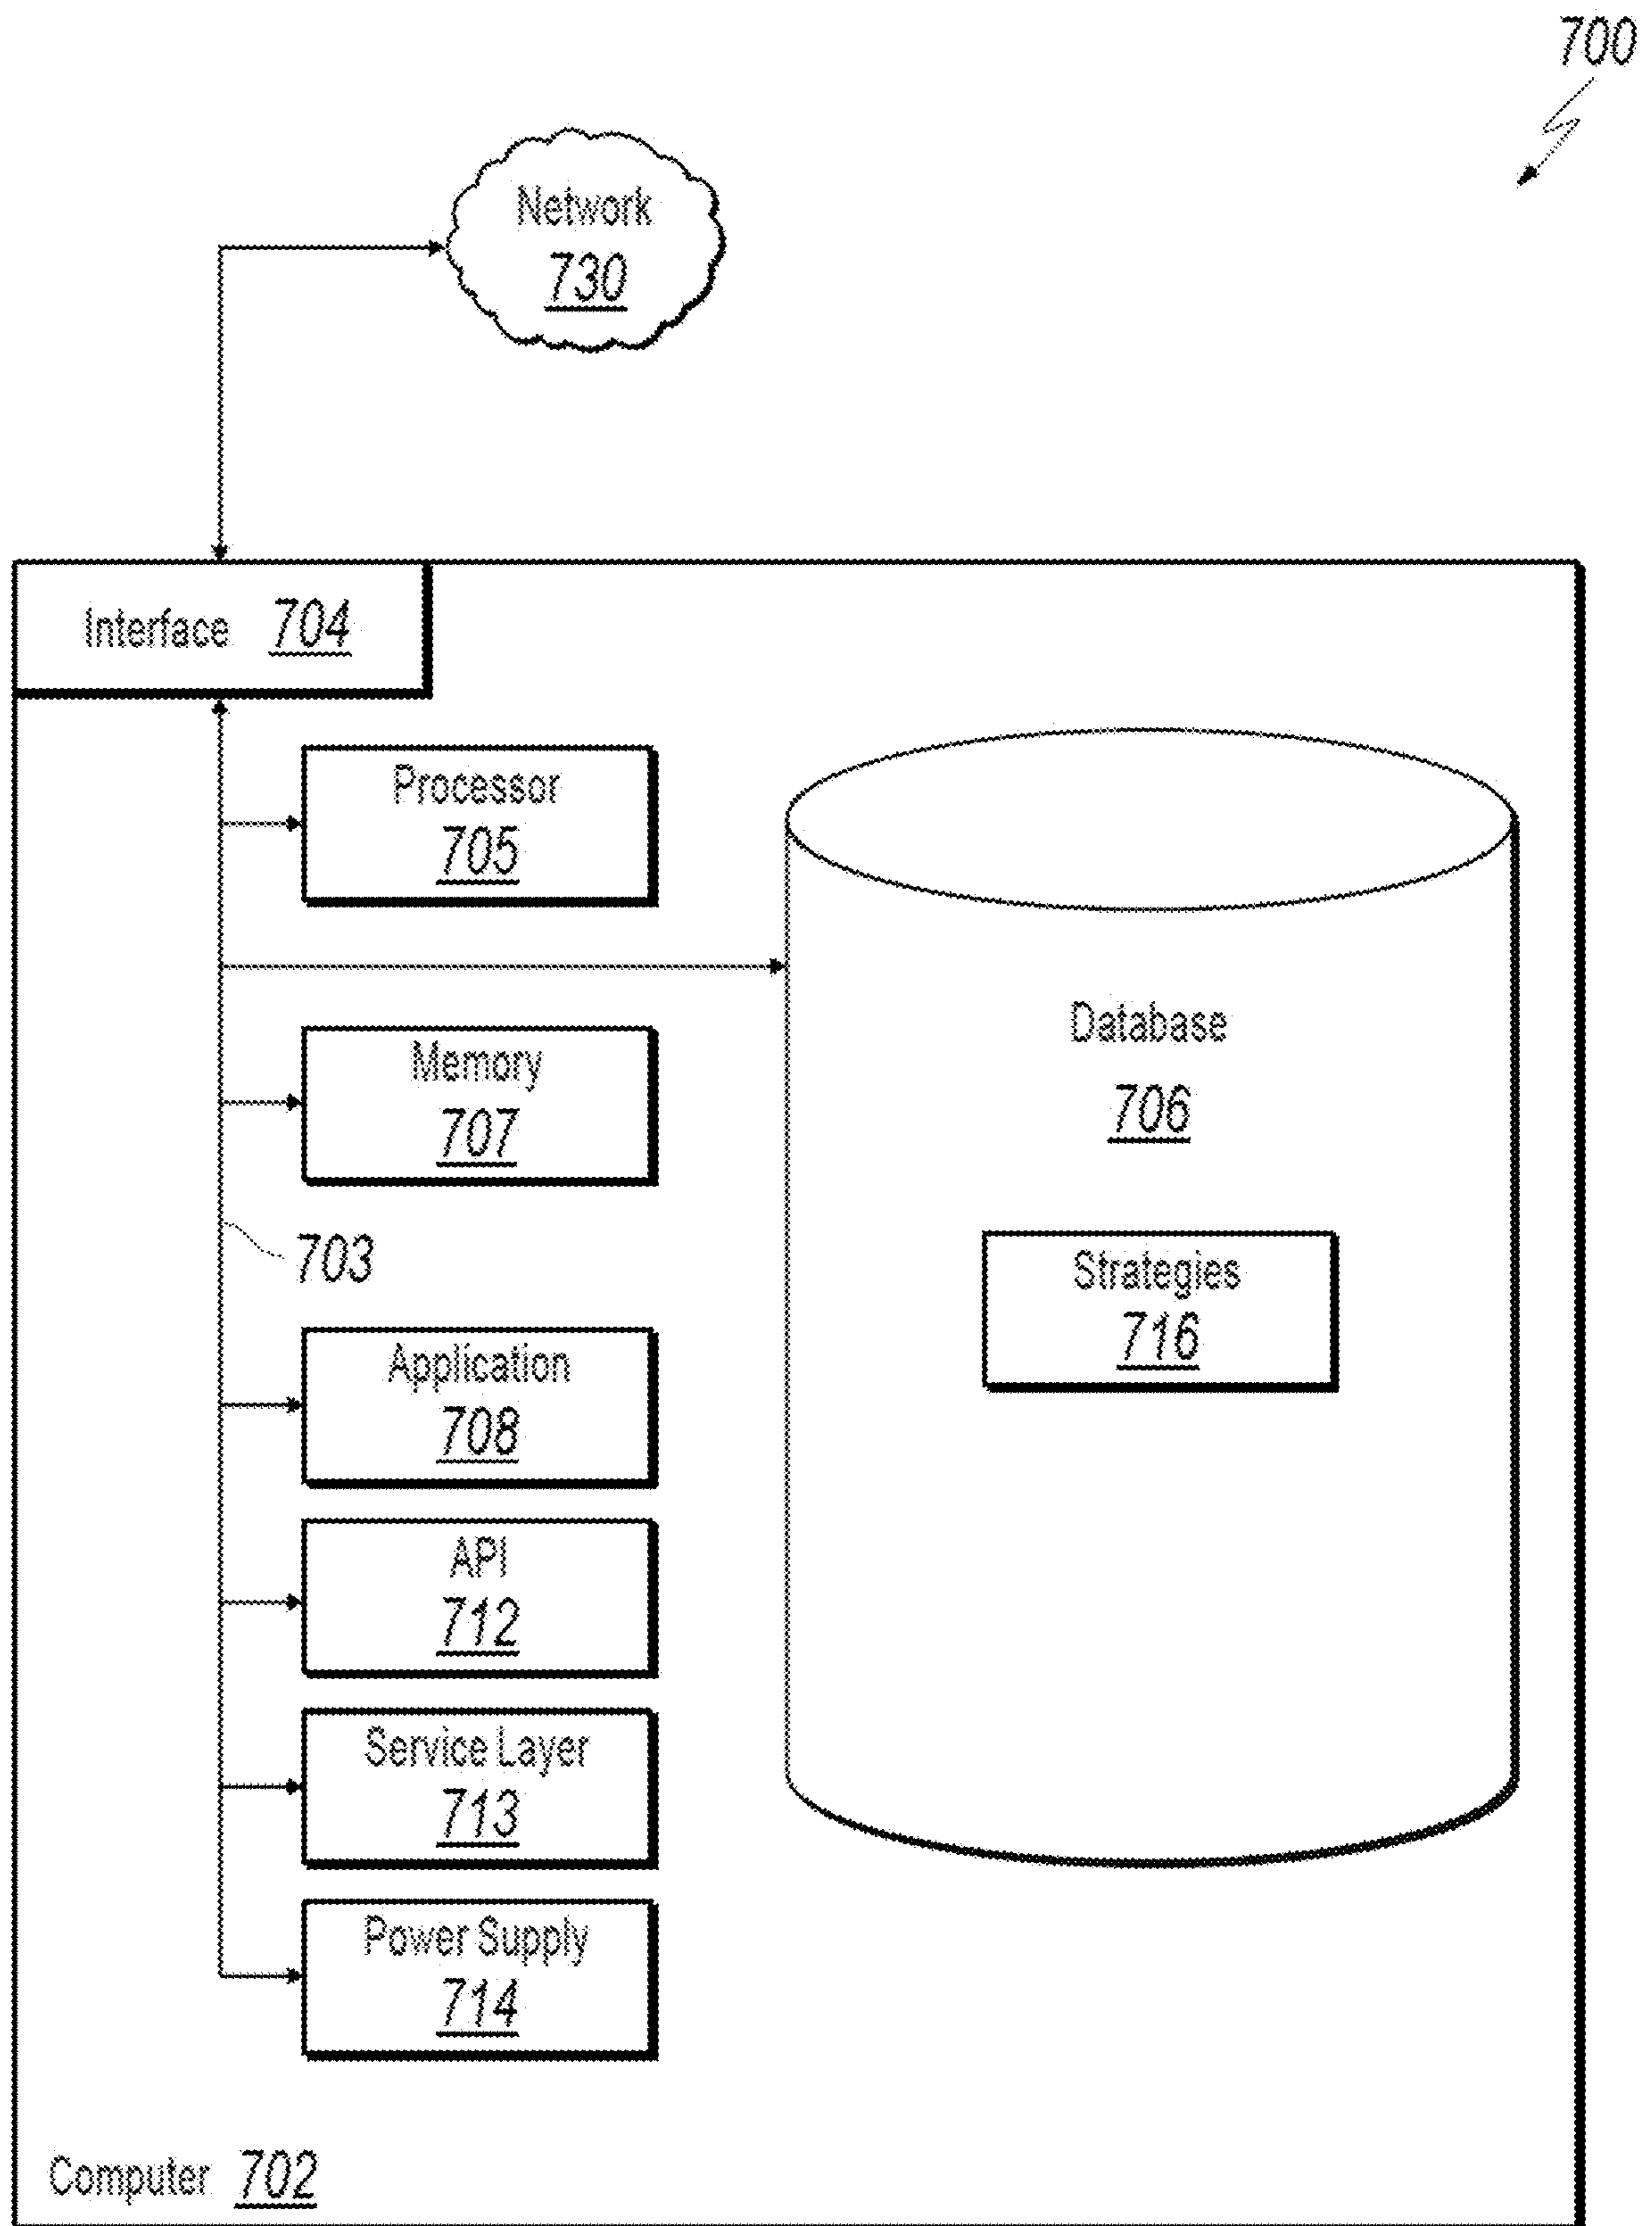 700
Network
730
Interface 704
Processor
705
Database
706
Memory
707
703
Strategies
716
Application
708
API
712
Service Layer
713
Power Supply
714
Computer 702